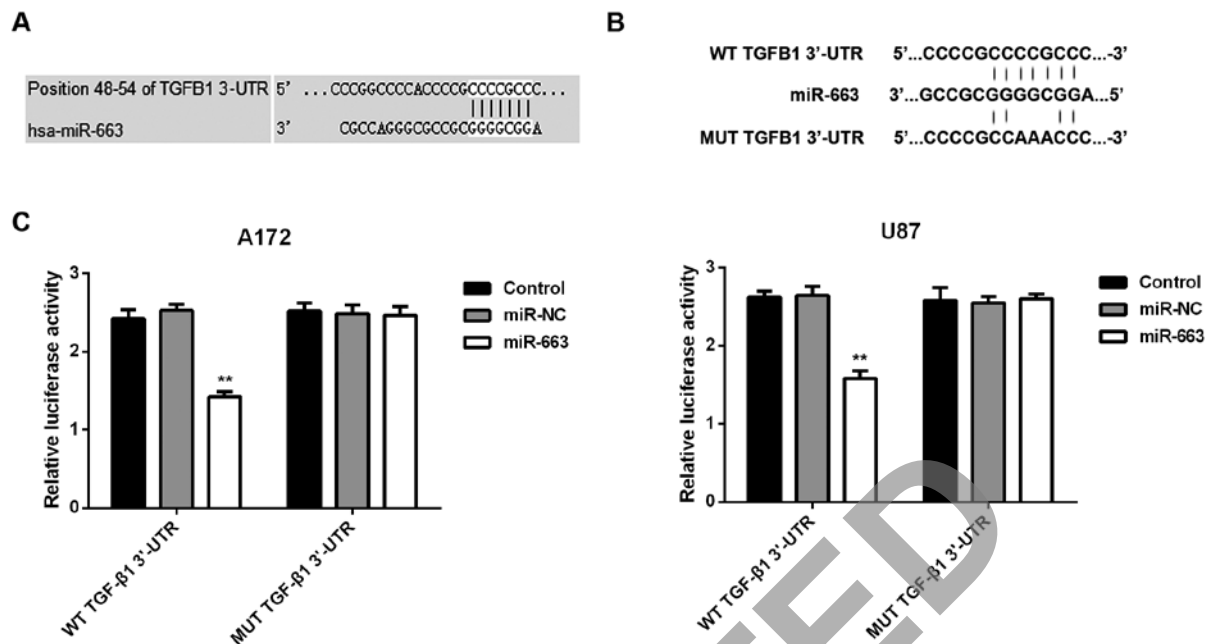 A
Position 48-54 of TGFB1 3-UTR 5' ... CCCGGCCCCACCCCGCCCCGCCC...
hsa-miR-663 3' CGCCAGGGCGCCGCGGGGCGGA
B
WT TGFB1 3'-UTR 5'...CCCCGCCCCGCCC...-3'
miR-663 3'...GCCGCGGGGCGGA...5'
MUT TGFB1 3'-UTR 5'...CCCCGCCAAACCC...-3'
C
A172
Relative luciferase activity
3
2
1
0
**
WT TGF-β1 3'-UTR
MUT TGF-β1 3'-UTR
Control
miR-NC
miR-663
U87
Relative luciferase activity
3
2
1
0
**
WT TGF-β1 3'-UTR
MUT TGF-β1 3'-UTR
Control
miR-NC
miR-663